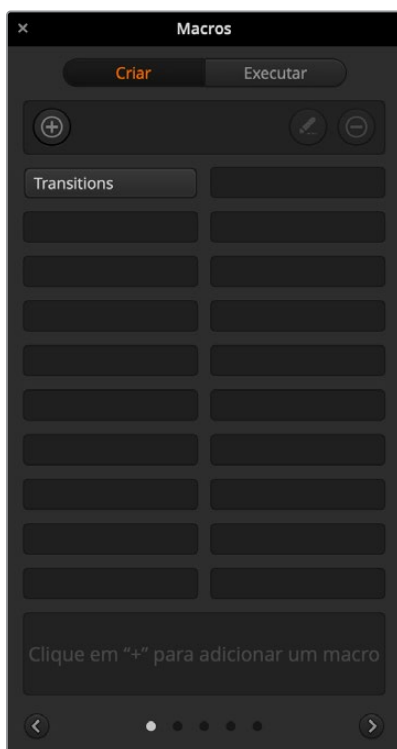 Macros
Criar
Executar
Transitions
Clique em “+” para adicionar um macro